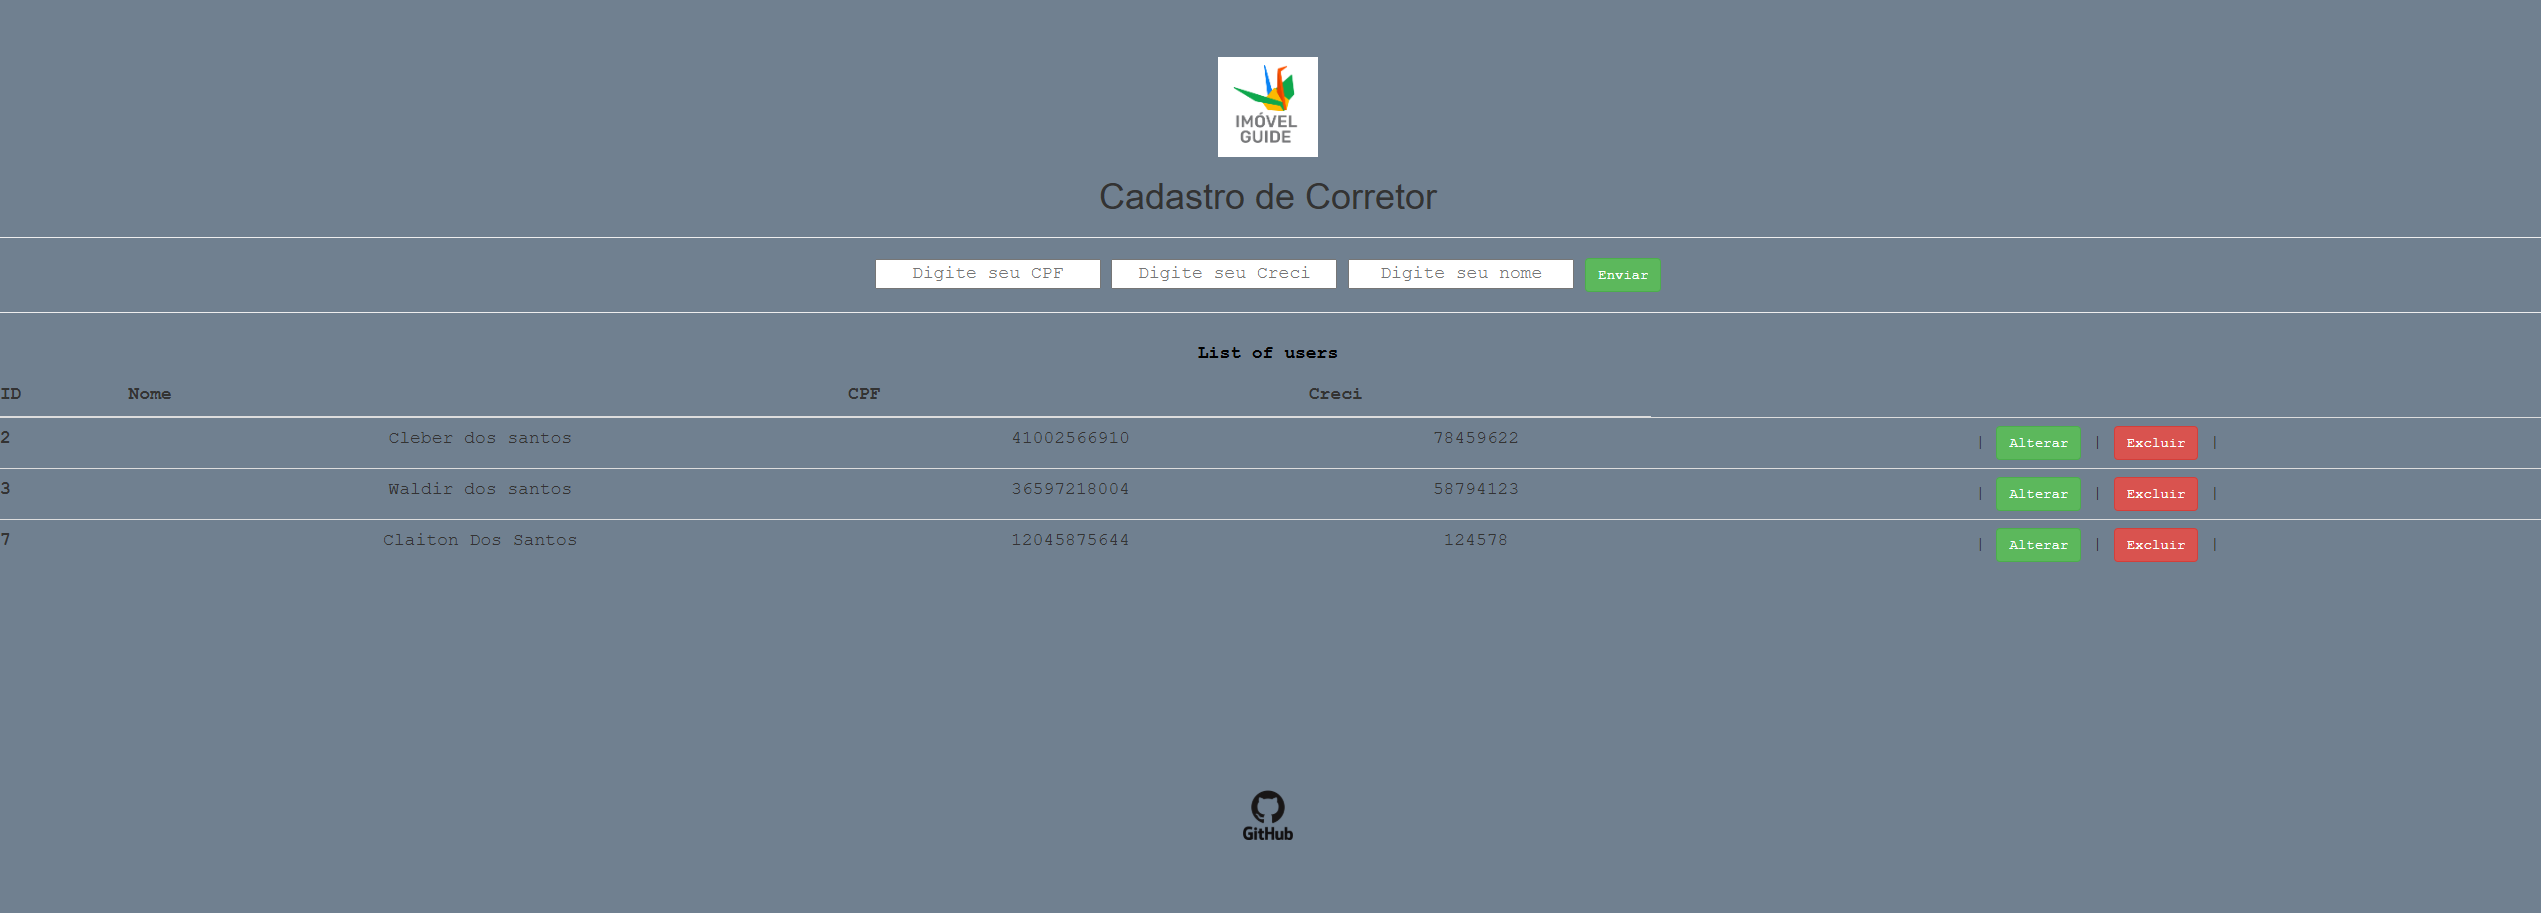 IMÓVEL
GUIDE
Cadastro de Corretor
Digite seu CPF Digite seu Creci Digite seu nome Enviar
List of users
ID Nome CPF Creci
2 Cleber dos santos 41002566910 78459622 | Alterar | Excluir |
3 Waldir dos santos 36597218004 58794123 | Alterar | Excluir |
7 Claiton Dos Santos 12045875644 124578 | Alterar | Excluir |
GitHub